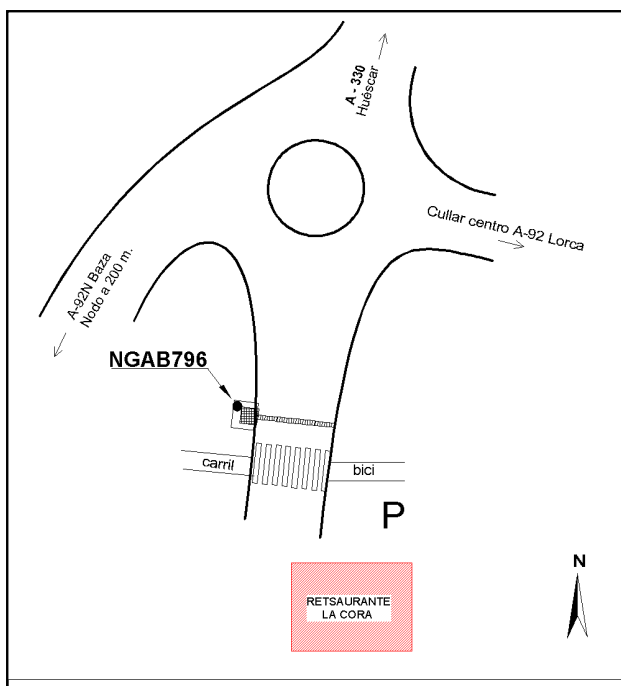 A - 330
Huéscar
Cullar centro A-92 Lorca
A-92N Baza
Nodo a 200 m.
NGAB796
carril
bici
P
N
RETSAURANTE
LA CORA